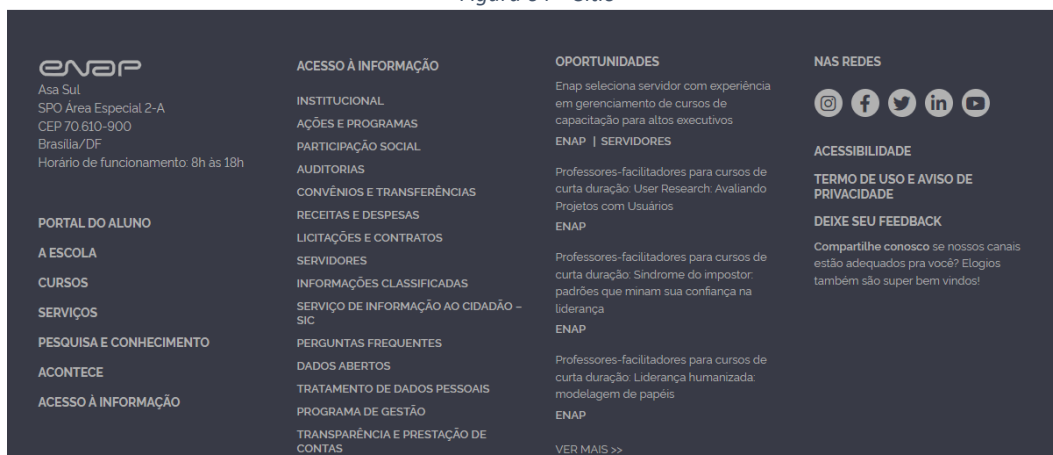 enap
Asa Sul
SPO Área Especial 2-A
CEP 70.610-900
Brasília/DF
Horário de funcionamento: 8h às 18h
PORTAL DO ALUNO
A ESCOLA
CURSOS
SERVIÇOS
PESQUISA E CONHECIMENTO
ACONTECE
ACESSO À INFORMAÇÃO
ACESSO À INFORMAÇÃO
INSTITUCIONAL
AÇÕES E PROGRAMAS
PARTICIPAÇÃO SOCIAL
AUDITORIAS
CONVÊNIOS E TRANSFERÊNCIAS
RECEITAS E DESPESAS
LICITAÇÕES E CONTRATOS
SERVIDORES
INFORMAÇÕES CLASSIFICADAS
SERVIÇO DE INFORMAÇÃO AO CIDADÃO –
SIC
PERGUNTAS FREQUENTES
DADOS ABERTOS
TRATAMENTO DE DADOS PESSOAIS
PROGRAMA DE GESTÃO
TRANSPARÊNCIA E PRESTAÇÃO DE
CONTAS
OPORTUNIDADES
Enap seleciona servidor com experiência
em gerenciamento de cursos de
capacitação para altos executivos
ENAP | SERVIDORES
Professores-facilitadores para cursos de
curta duração: User Research: Avaliando
Projetos com Usuários
ENAP
Professores-facilitadores para cursos de
curta duração: Síndrome do impostor:
padrões que minam sua confiança na
liderança
ENAP
Professores-facilitadores para cursos de
curta duração: Liderança humanizada:
modelagem de papéis
ENAP
VER MAIS >>
NAS REDES
ACESSIBILIDADE
TERMO DE USO E AVISO DE
PRIVACIDADE
DEIXE SEU FEEDBACK
Compartilhe conosco se nossos canais
estão adequados pra você? Elogios
também são super bem vindos!